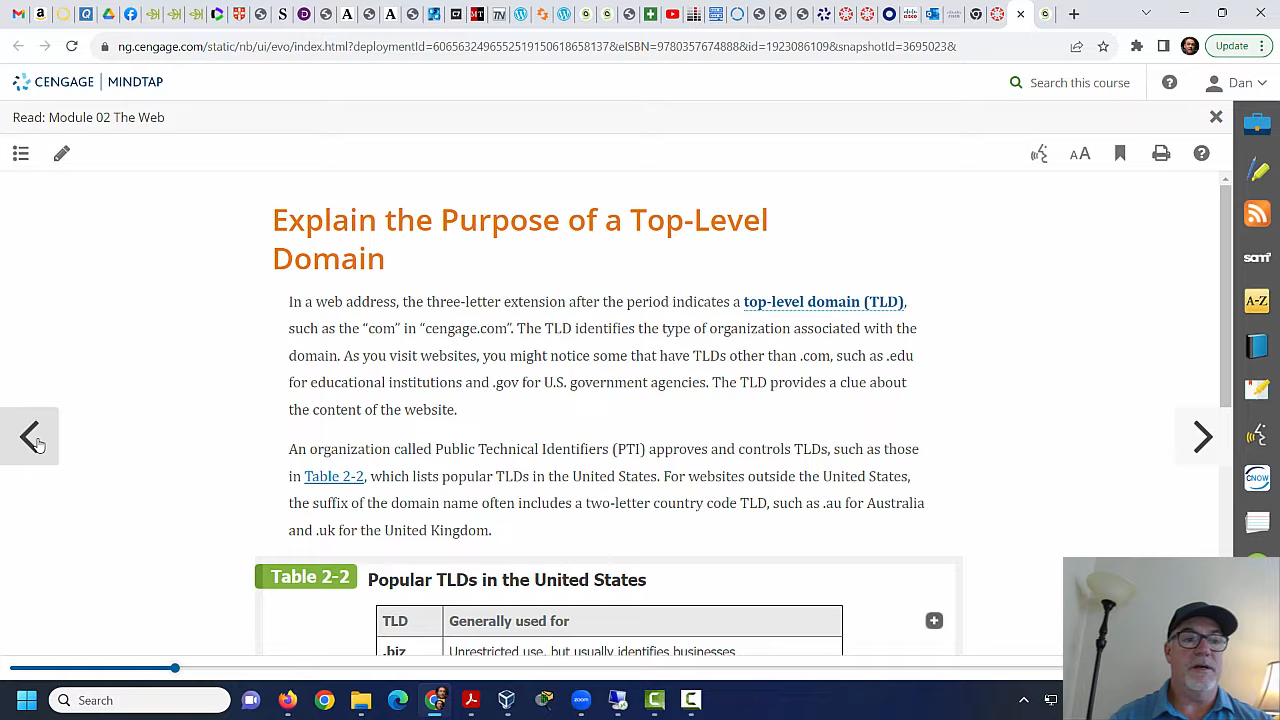 ng.cengage.com/static/nb/ui/evo/index.html?deploymentId=
Update
CENGAGE | MINDTAP
Search this course
Dan
Read: Module 02 The Web
AA
Explain the Purpose of a Top-Level
Domain
In a web address, the three-letter extension after the period indicates a top-level domain (TLD),
such as the “com” in “cengage.com”. The TLD identifies the type of organization associated with the
domain. As you visit websites, you might notice some that have TLDs other than .com, such as .edu
for educational institutions and .gov for U.S. government agencies. The TLD provides a clue about
the content of the website.
An organization called Public Technical Identifiers (PTI) approves and controls TLDs, such as those
in Table 2-2, which lists popular TLDs in the United States. For websites outside the United States,
the suffix of the domain name often includes a two-letter country code TLD, such as .au for Australia
and .uk for the United Kingdom.
Table 2-2 Popular TLDs in the United States
TLD Generally used for
.biz Unrestricted use, but usually identifies businesses
sam
A-Z
CNOW
Search